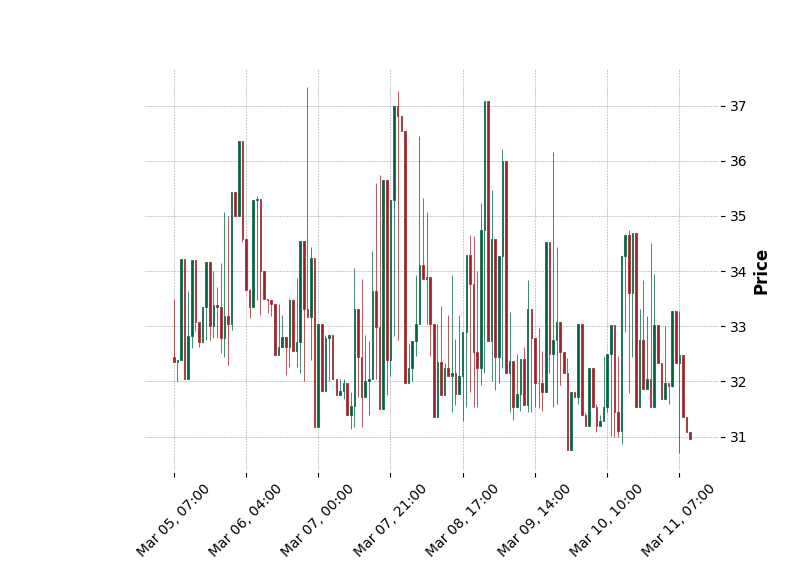 37
36
35
34
33
32
31
Price
Mar 05, 07:00
Mar 06, 04:00
Mar 07, 00:00
Mar 07, 21:00
Mar 08, 17:00
Mar 09, 14:00
Mar 10, 10:00
Mar 11, 07:00